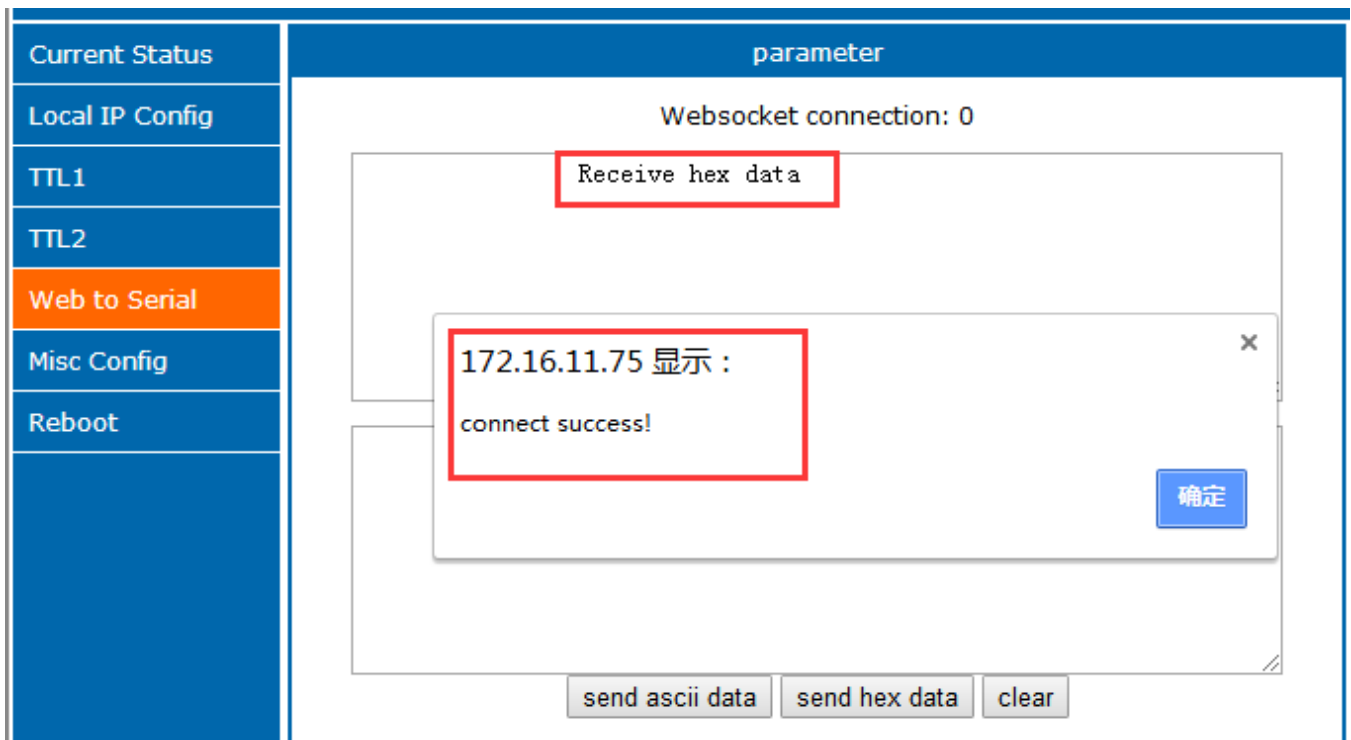 Current Status
Local IP Config
TTL1
TTL2
Web to Serial
Misc Config
Reboot
parameter
Websocket connection: 0
Receive hex data
172.16.11.75 显示：
connect success!
确定
send ascii data
send hex data
clear